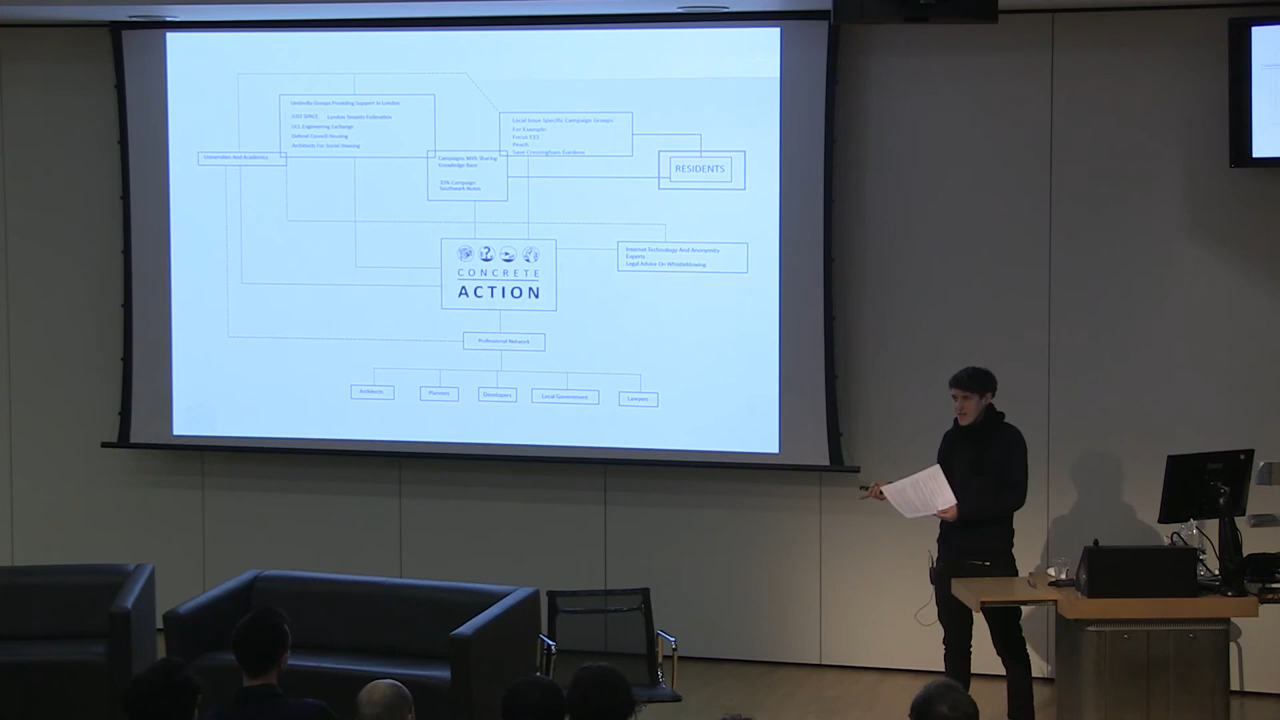 Umbrella Groups Providing Support In London
JUST SPACE London Tenants Federation
UCL Engineering Exchange
Defend Council Housing
Architects For Social Housing
Universities And Academics
Local Issue Specific Campaign Groups
For Example:
Focus E15
Peach
Save Cressingham Gardens
Campaigns With Sharing
Knowledge Base
35% Campaign
Southwark Notes
RESIDENTS
Internet Technology And Anonymity
Experts
Legal Advice On Whistleblowing
CONCRETE
ACTION
Professional Network
Architects
Planners
Developers
Local Government
Lawyers